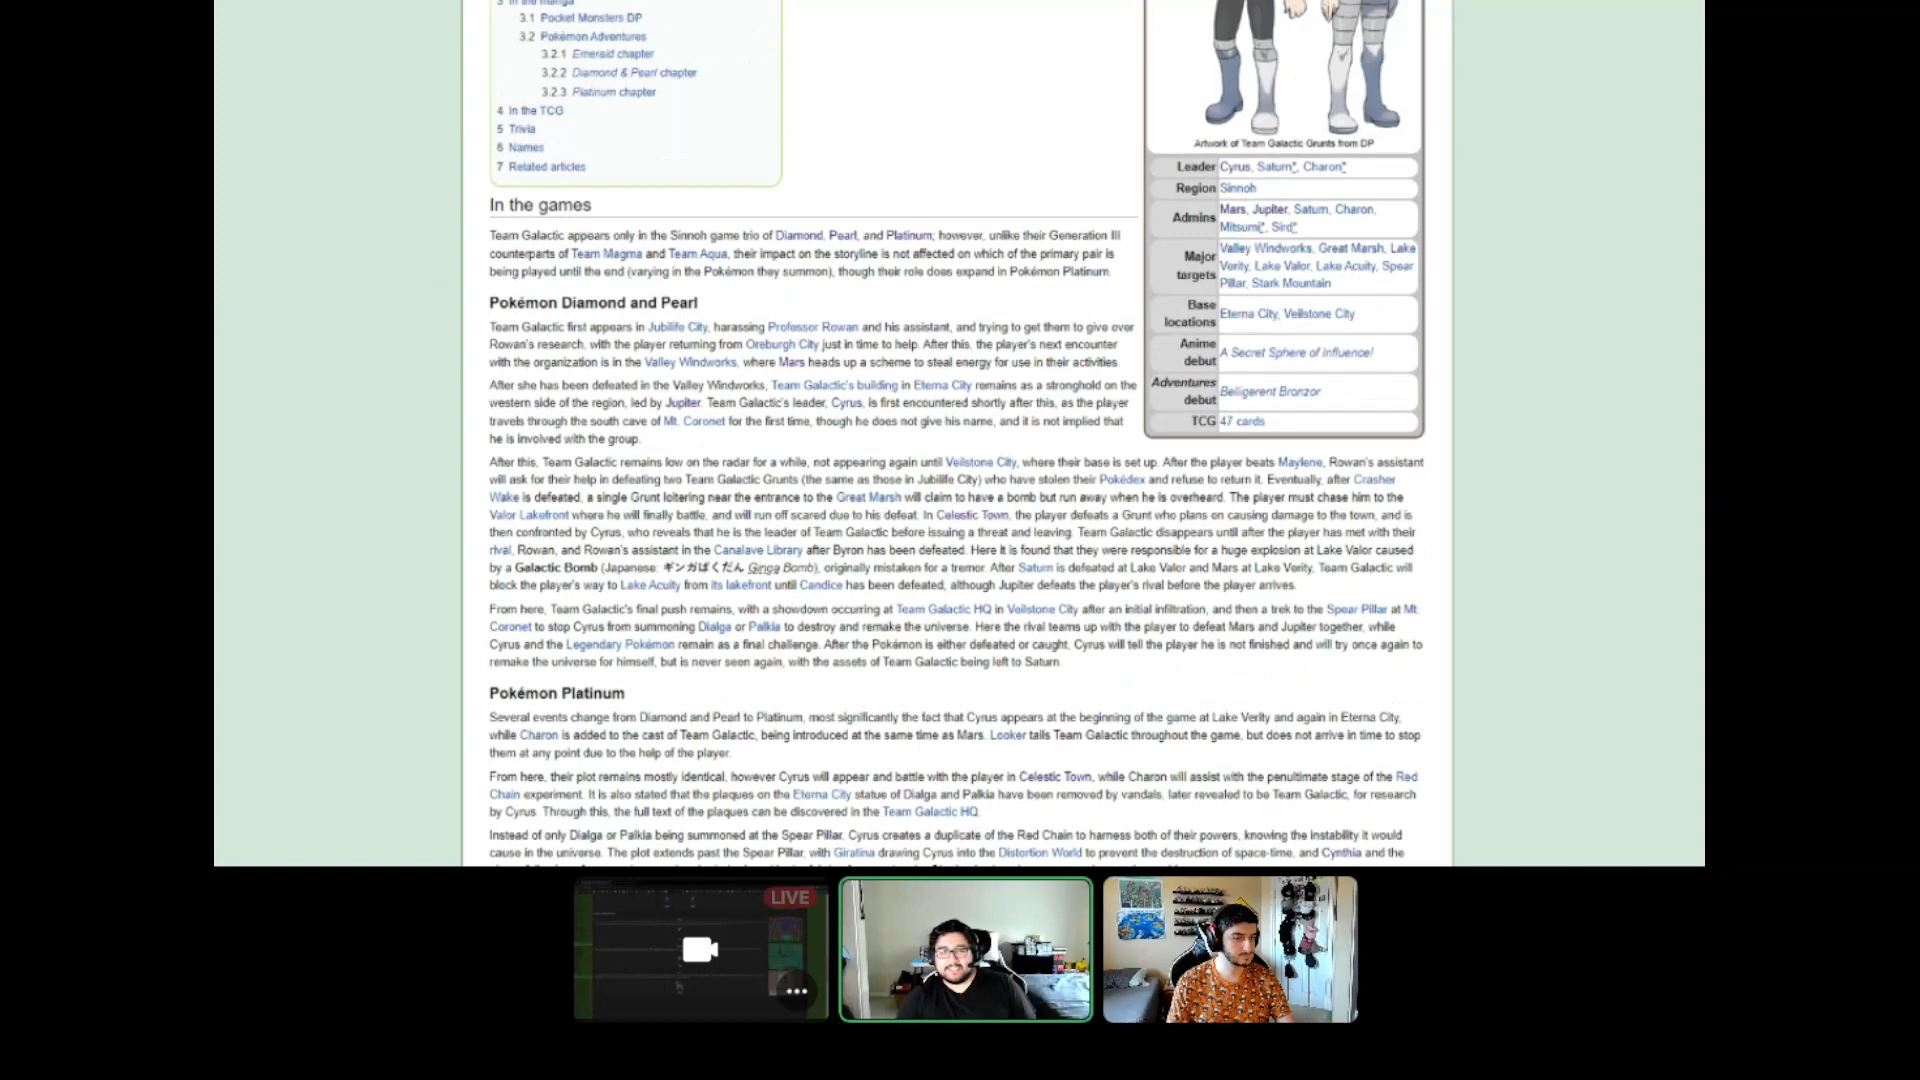 3 In the manga
3.1 Pocket Monsters DP
3.2 Pokémon Adventures
3.2.1 Emerald chapter
3.2.2 Diamond & Pearl chapter
3.2.3 Platinum chapter
4 In the TCG
5 Trivia
6 Names
7 Related articles
Artwork of Team Galactic Grunts from DP
Leader Cyrus, Saturn*, Charon*
Region Sinnoh
Admins Mars, Jupiter, Saturn, Charon,
Mitsumi*, Sird*
Major targets Valley Windworks, Great Marsh, Lake
Verity, Lake Valor, Lake Acuity, Spear
Pillar, Stark Mountain
Base locations Eterna City, Veilstone City
Anime debut A Secret Sphere of Influence!
Adventures debut Belligerent Bronzor
TCG 47 cards
In the games
Team Galactic appears only in the Sinnoh game trio of Diamond, Pearl, and Platinum; however, unlike their Generation III
counterparts of Team Magma and Team Aqua, their impact on the storyline is not affected on which of the primary pair is
being played until the end (varying in the Pokémon they summon), though their role does expand in Pokémon Platinum.
Pokémon Diamond and Pearl
Team Galactic first appears in Jubilife City, harassing Professor Rowan and his assistant, and trying to get them to give over
Rowan's research, with the player returning from Oreburgh City just in time to help. After this, the player's next encounter
with the organization is in the Valley Windworks, where Mars heads up a scheme to steal energy for use in their activities.
After she has been defeated in the Valley Windworks, Team Galactic's building in Eterna City remains as a stronghold on the
western side of the region, led by Jupiter. Team Galactic's leader, Cyrus, is first encountered shortly after this, as the player
travels through the south cave of Mt. Coronet for the first time, though he does not give his name, and it is not implied that
he is involved with the group.
After this, Team Galactic remains low on the radar for a while, not appearing again until Veilstone City, where their base is set up. After the player beats Maylene, Rowan's assistant
will ask for their help in defeating two Team Galactic Grunts (the same as those in Jubilife City) who have stolen their Pokédex and refuse to return it. Eventually, after Crasher
Wake is defeated, a single Grunt loitering near the entrance to the Great Marsh will claim to have a bomb but run away when he is overheard. The player must chase him to the
Valor Lakefront where he will finally battle, and will run off scared due to his defeat. In Celestic Town, the player defeats a Grunt who plans on causing damage to the town, and is
then confronted by Cyrus, who reveals that he is the leader of Team Galactic before issuing a threat and leaving. Team Galactic disappears until after the player has met with their
rival, Rowan, and Rowan's assistant in the Canalave Library after Byron has been defeated. Here it is found that they were responsible for a huge explosion at Lake Valor caused
by a Galactic Bomb (Japanese: ギンガばくだん Ginga Bomb), originally mistaken for a tremor. After Saturn is defeated at Lake Valor and Mars at Lake Verity, Team Galactic will
block the player's way to Lake Acuity from its lakefront until Candice has been defeated, although Jupiter defeats the player's rival before the player arrives.
From here, Team Galactic's final push remains, with a showdown occurring at Team Galactic HQ in Veilstone City after an initial infiltration, and then a trek to the Spear Pillar at Mt.
Coronet to stop Cyrus from summoning Dialga or Palkia to destroy and remake the universe. Here the rival teams up with the player to defeat Mars and Jupiter together, while
Cyrus and the Legendary Pokémon remain as a final challenge. After the Pokémon is either defeated or caught, Cyrus will tell the player he is not finished and will try once again to
remake the universe for himself, but is never seen again, with the assets of Team Galactic being left to Saturn.
Pokémon Platinum
Several events change from Diamond and Pearl to Platinum, most significantly the fact that Cyrus appears at the beginning of the game at Lake Verity and again in Eterna City,
while Charon is added to the cast of Team Galactic, being introduced at the same time as Mars. Looker tails Team Galactic throughout the game, but does not arrive in time to stop
them at any point due to the help of the player.
From here, their plot remains mostly identical, however Cyrus will appear and battle with the player in Celestic Town, while Charon will assist with the penultimate stage of the Red
Chain experiment. It is also stated that the plaques on the Eterna City statue of Dialga and Palkia have been removed by vandals, later revealed to be Team Galactic, for research
by Cyrus. Through this, the full text of the plaques can be discovered in the Team Galactic HQ.
Instead of only Dialga or Palkia being summoned at the Spear Pillar, Cyrus creates a duplicate of the Red Chain to harness both of their powers, knowing the instability it would
cause in the universe. The plot extends past the Spear Pillar, with Giratina drawing Cyrus into the Distortion World to prevent the destruction of space-time, and Cynthia and the
LIVE